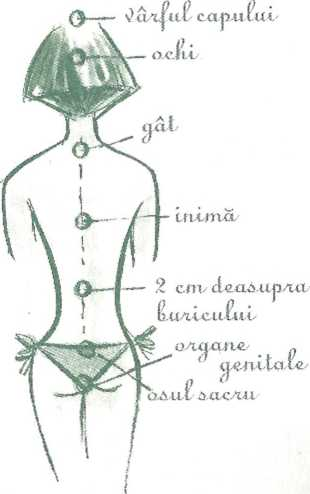 vârful capului
ochi
gât
inimă
2 cm deasupra
buricului
organe
genitale
osul sacru